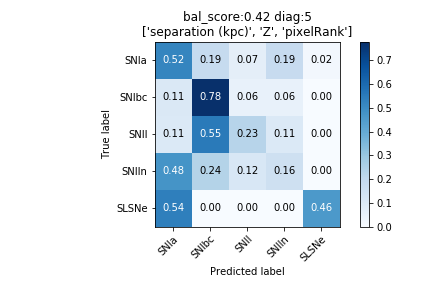 bal_score:0.42 diag:5
['separation (kpc)', 'Z', 'pixelRank']
True label
SNIa 0.52 0.19 0.07 0.19 0.02
SNIbc 0.11 0.78 0.06 0.06 0.00
SNII 0.11 0.55 0.23 0.11 0.00
SNIIn 0.48 0.24 0.12 0.16 0.00
SLSNe 0.54 0.00 0.00 0.00 0.46
SNIa SNIbc SNII SNIIn SLSNe
Predicted label
0.7
0.6
0.5
0.4
0.3
0.2
0.1
0.0